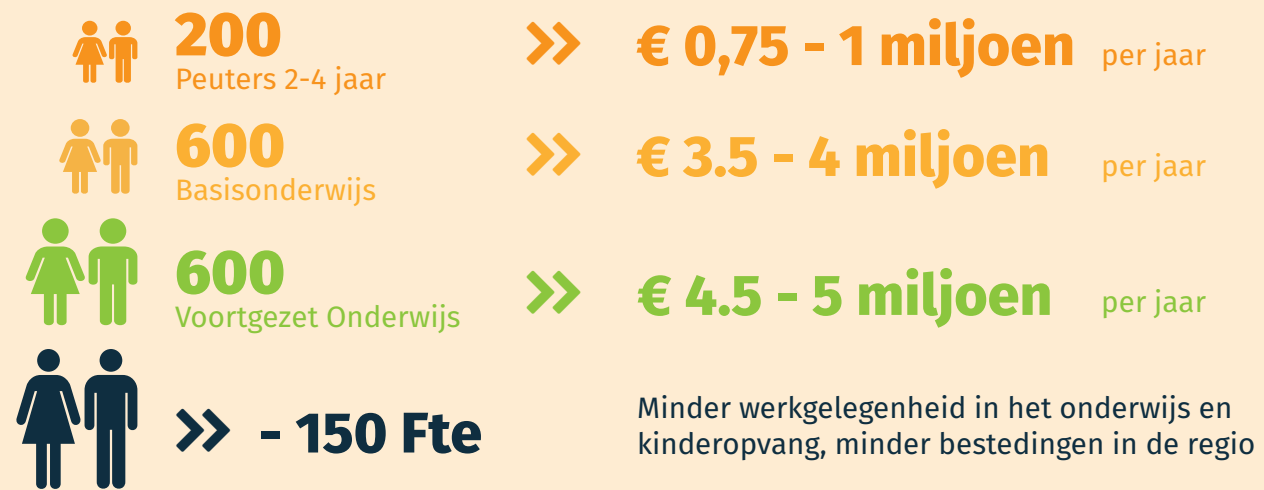 200
Peuters 2-4 jaar
€ 0,75 - 1 miljoen per jaar
600
Basisonderwijs
€ 3.5 - 4 miljoen per jaar
600
Voortgezet Onderwijs
€ 4.5 - 5 miljoen per jaar
- 150 Fte
Minder werkgelegenheid in het onderwijs en
kinderopvang, minder bestedingen in de regio